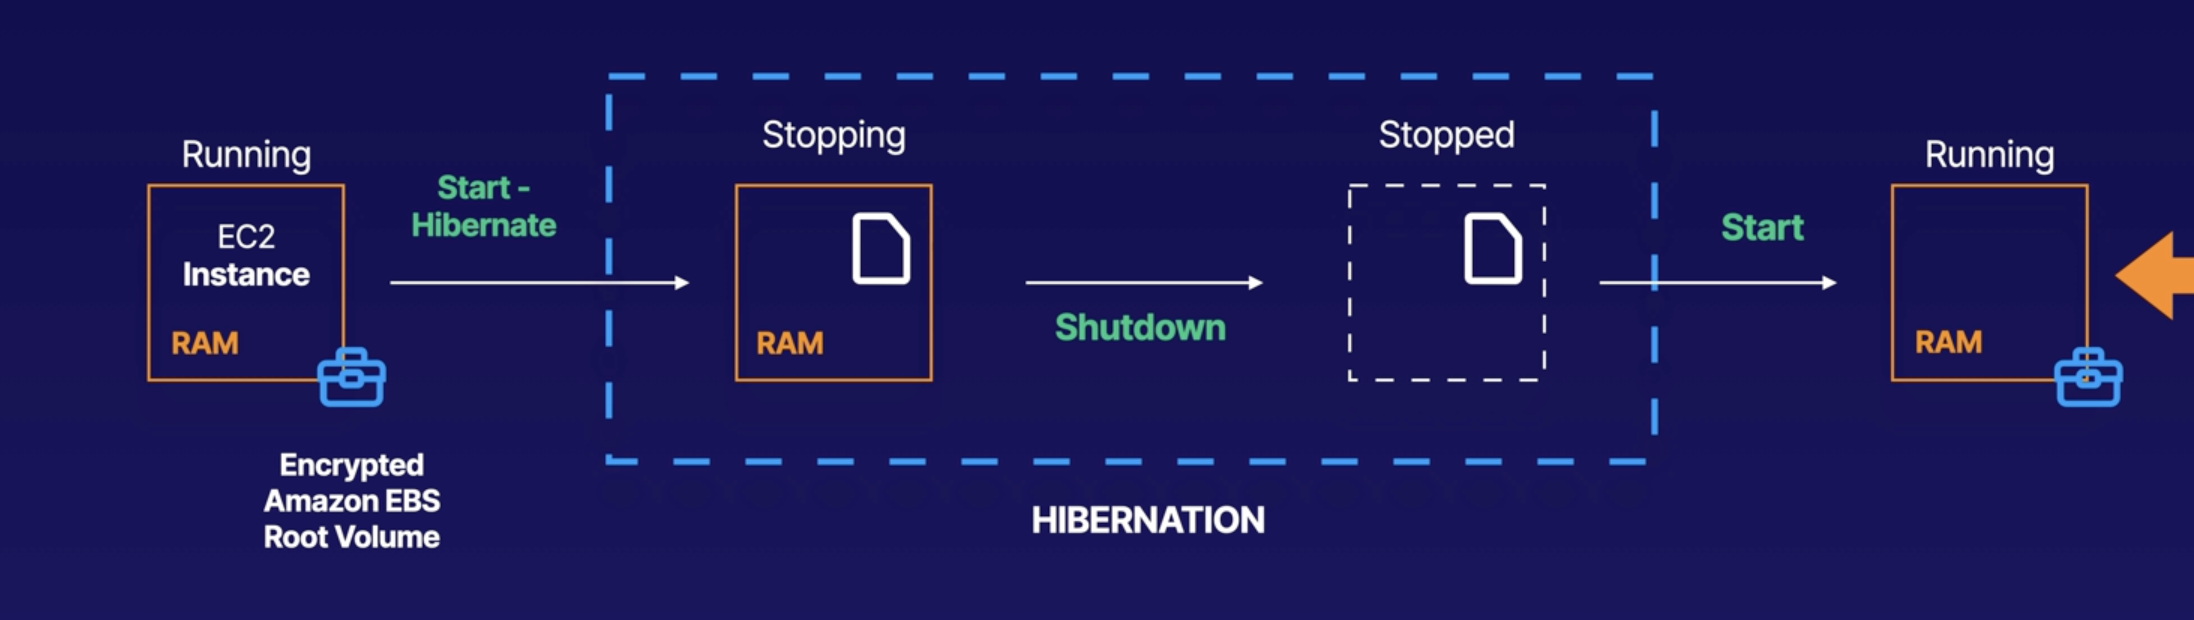 Running
EC2
Instance
RAM
Encrypted
Amazon EBS
Root Volume
Start -
Hibernate
Stopping
RAM
Shutdown
Stopped
HIBERNATION
Start
Running
RAM